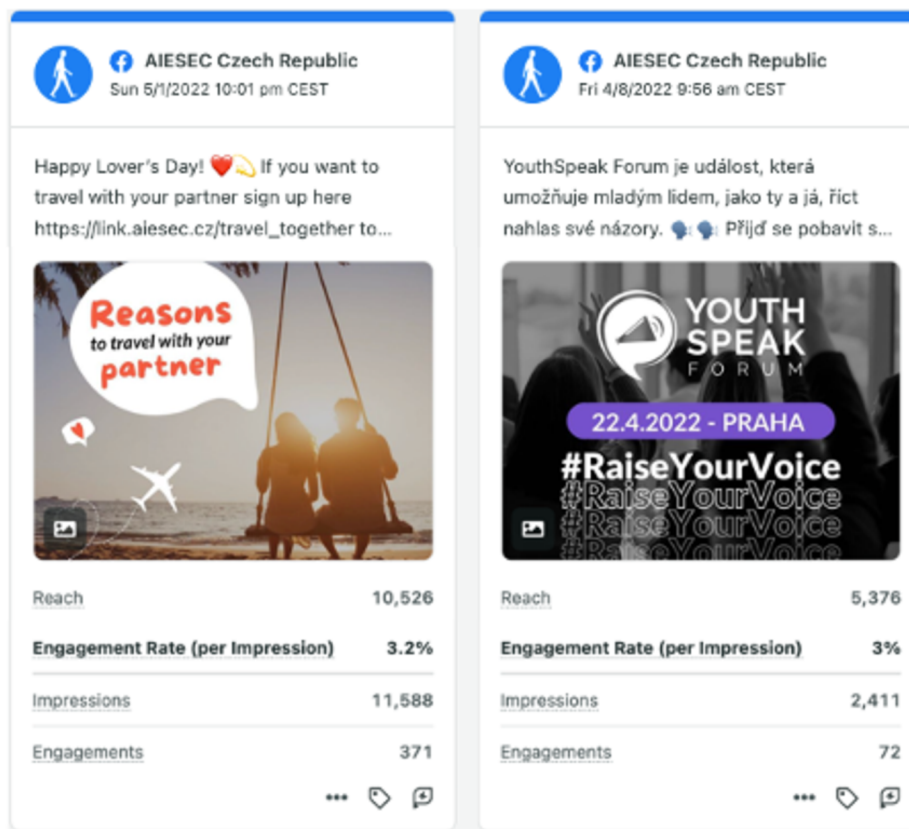 AIESEC Czech Republic
Sun 5/1/2022 10:01 pm CEST
Happy Lover's Day! ❤️💫 If you want to
travel with your partner sign up here
https://link.aiesec.cz/travel_together to...
Reasons
to travel with your
partner
Reach 10,526
Engagement Rate (per Impression) 3.2%
Impressions 11,588
Engagements 371
AIESEC Czech Republic
Fri 4/8/2022 9:56 am CEST
YouthSpeak Forum je událost, která
umožňuje mladým lidem, jako ty a já, říct
nahlas své názory. 🗣️🗣️ Přijď se pobavit s...
YOUTH
SPEAK
FORUM
22.4.2022 - PRAHA
#RaiseYourVoice
#RaiseYourVoice
#RaiseYourVoice
#RaiseYourVoice
Reach 5,376
Engagement Rate (per Impression) 3%
Impressions 2,411
Engagements 72